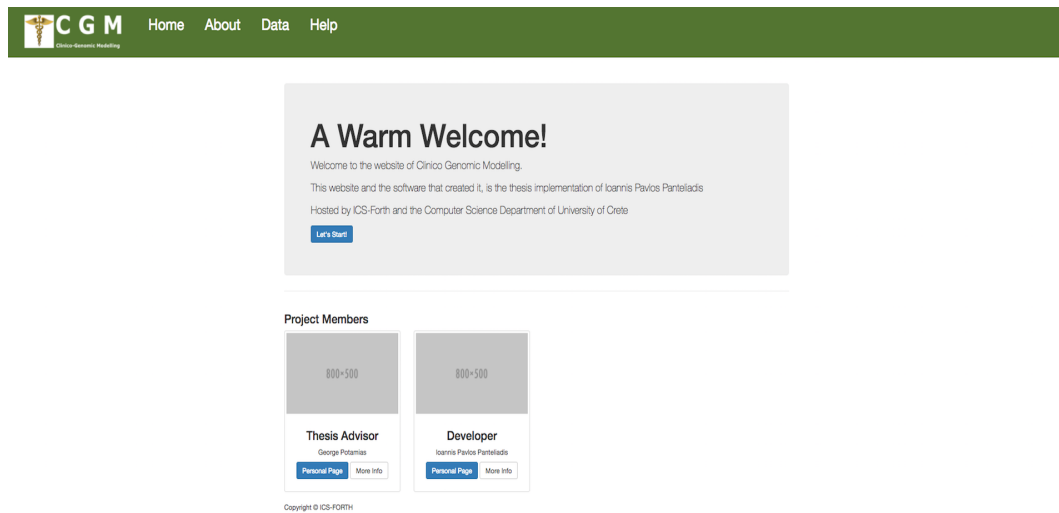 C G M
Clinico-Genomic Modelling
Home About Data Help
A Warm Welcome!
Welcome to the website of Clinico Genomic Modelling.
This website and the software that created it, is the thesis implementation of Ioannis Pavlos Panteliadis
Hosted by ICS-Forth and the Computer Science Department of University of Crete
Let's Start!
Project Members
800×500 800×500
Thesis Advisor Developer
George Potamias Ioannis Pavlos Panteliadis
Personal Page More Info Personal Page More Info
Copyright © ICS-FORTH